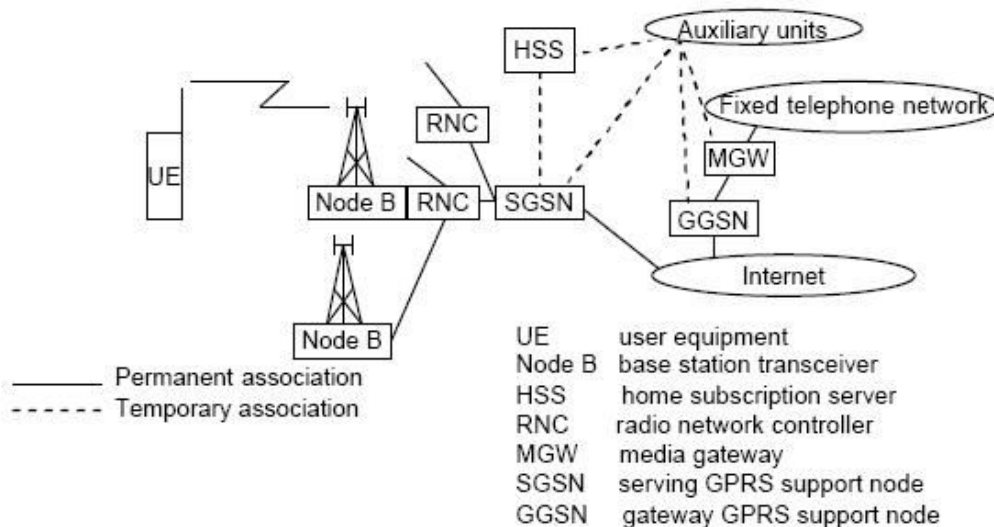 Auxiliary units
HSS
Fixed telephone network
RNC
MGW
UE
Node B
RNC
SGSN
GGSN
Internet
Node B
UE user equipment
Node B base station transceiver
HSS home subscription server
RNC radio network controller
MGW media gateway
SGSN serving GPRS support node
GGSN gateway GPRS support node
Permanent association
Temporary association